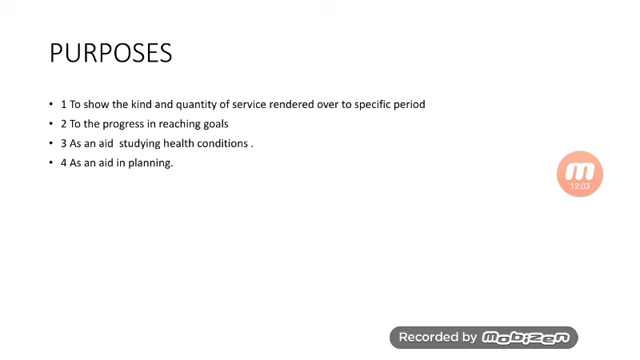 PURPOSES
• 1 To show the kind and quantity of service rendered over to specific period
• 2 To the progress in reaching goals
• 3 As an aid  studying health conditions .
• 4 As an aid in planning.
m
12:03
Recorded by mobizen